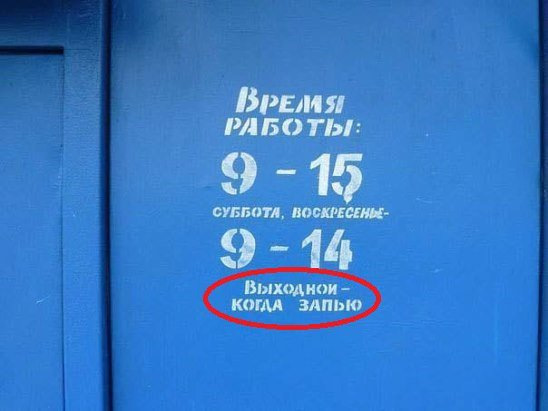 Время
работы:
9 - 15
суббота, воскресенье-
9 - 14
Выходной -
когда запью